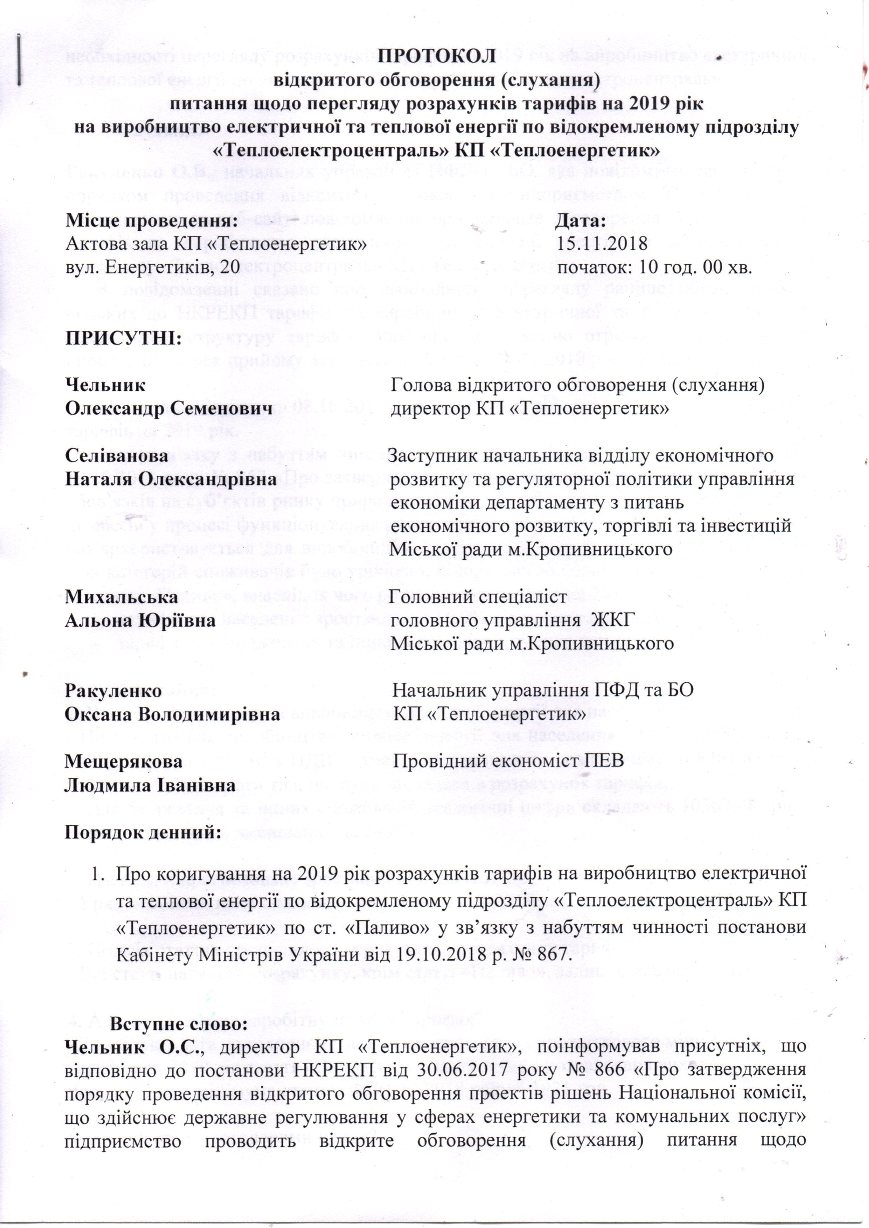 ПРОТОКОЛ
відкритого обговорення (слухання)
питання щодо перегляду розрахунків тарифів на 2019 рік
на виробництво електричної та теплової енергії по відокремленому підрозділу
«Теплоелектроцентраль» КП «Теплоенергетик»
Місце проведення: Дата:
Актова зала КП «Теплоенергетик» 15.11.2018
вул. Енергетиків, 20 початок: 10 год. 00 хв.
ПРИСУТНІ:
Чельник Голова відкритого обговорення (слухання)
Олександр Семенович директор КП «Теплоенергетик»
Селіванова Заступник начальника відділу економічного
Наталя Олександрівна розвитку та регуляторної політики управління
економіки департаменту з питань
економічного розвитку, торгівлі та інвестицій
Міської ради м.Кропивницького
Михальська Головний спеціаліст
Альона Юріївна головного управління ЖКГ
Міської ради м.Кропивницького
Ракуленко Начальник управління ПФД та БО
Оксана Володимирівна КП «Теплоенергетик»
Мещерякова Провідний економіст ПЕВ
Людмила Іванівна
Порядок денний:
1. Про коригування на 2019 рік розрахунків тарифів на виробництво електричної
та теплової енергії по відокремленому підрозділу «Теплоелектроцентраль» КП
«Теплоенергетик» по ст. «Паливо» у зв’язку з набуттям чинності постанови
Кабінету Міністрів України від 19.10.2018 р. № 867.
Вступне слово:
Чельник О.С., директор КП «Теплоенергетик», поінформував присутніх, що
відповідно до постанови НКРЕКП від 30.06.2017 року № 866 «Про затвердження
порядку проведення відкритого обговорення проектів рішень Національної комісії,
що здійснює державне регулювання у сферах енергетики та комунальних послуг»
підприємство проводить відкрите обговорення (слухання) питання щодо